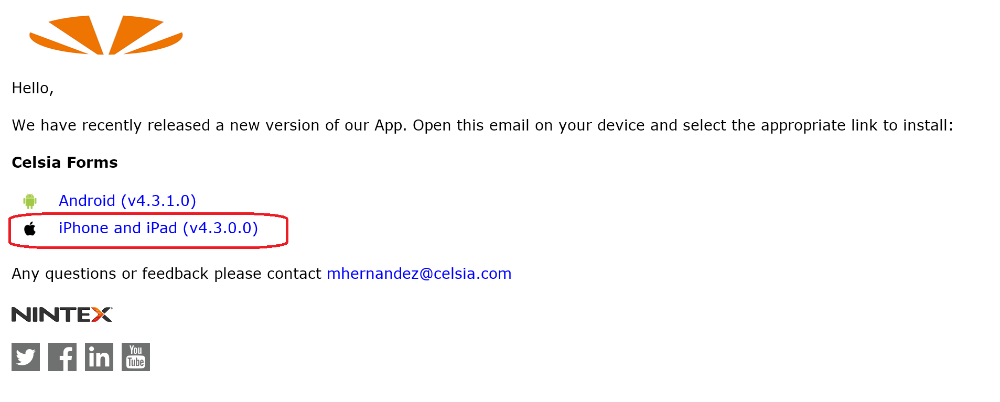 Hello,
We have recently released a new version of our App. Open this email on your device and select the appropriate link to install:
Celsia Forms
Android (v4.3.1.0)
iPhone and iPad (v4.3.0.0)
Any questions or feedback please contact mhernandez@celsia.com
NINTEX
in You Tube